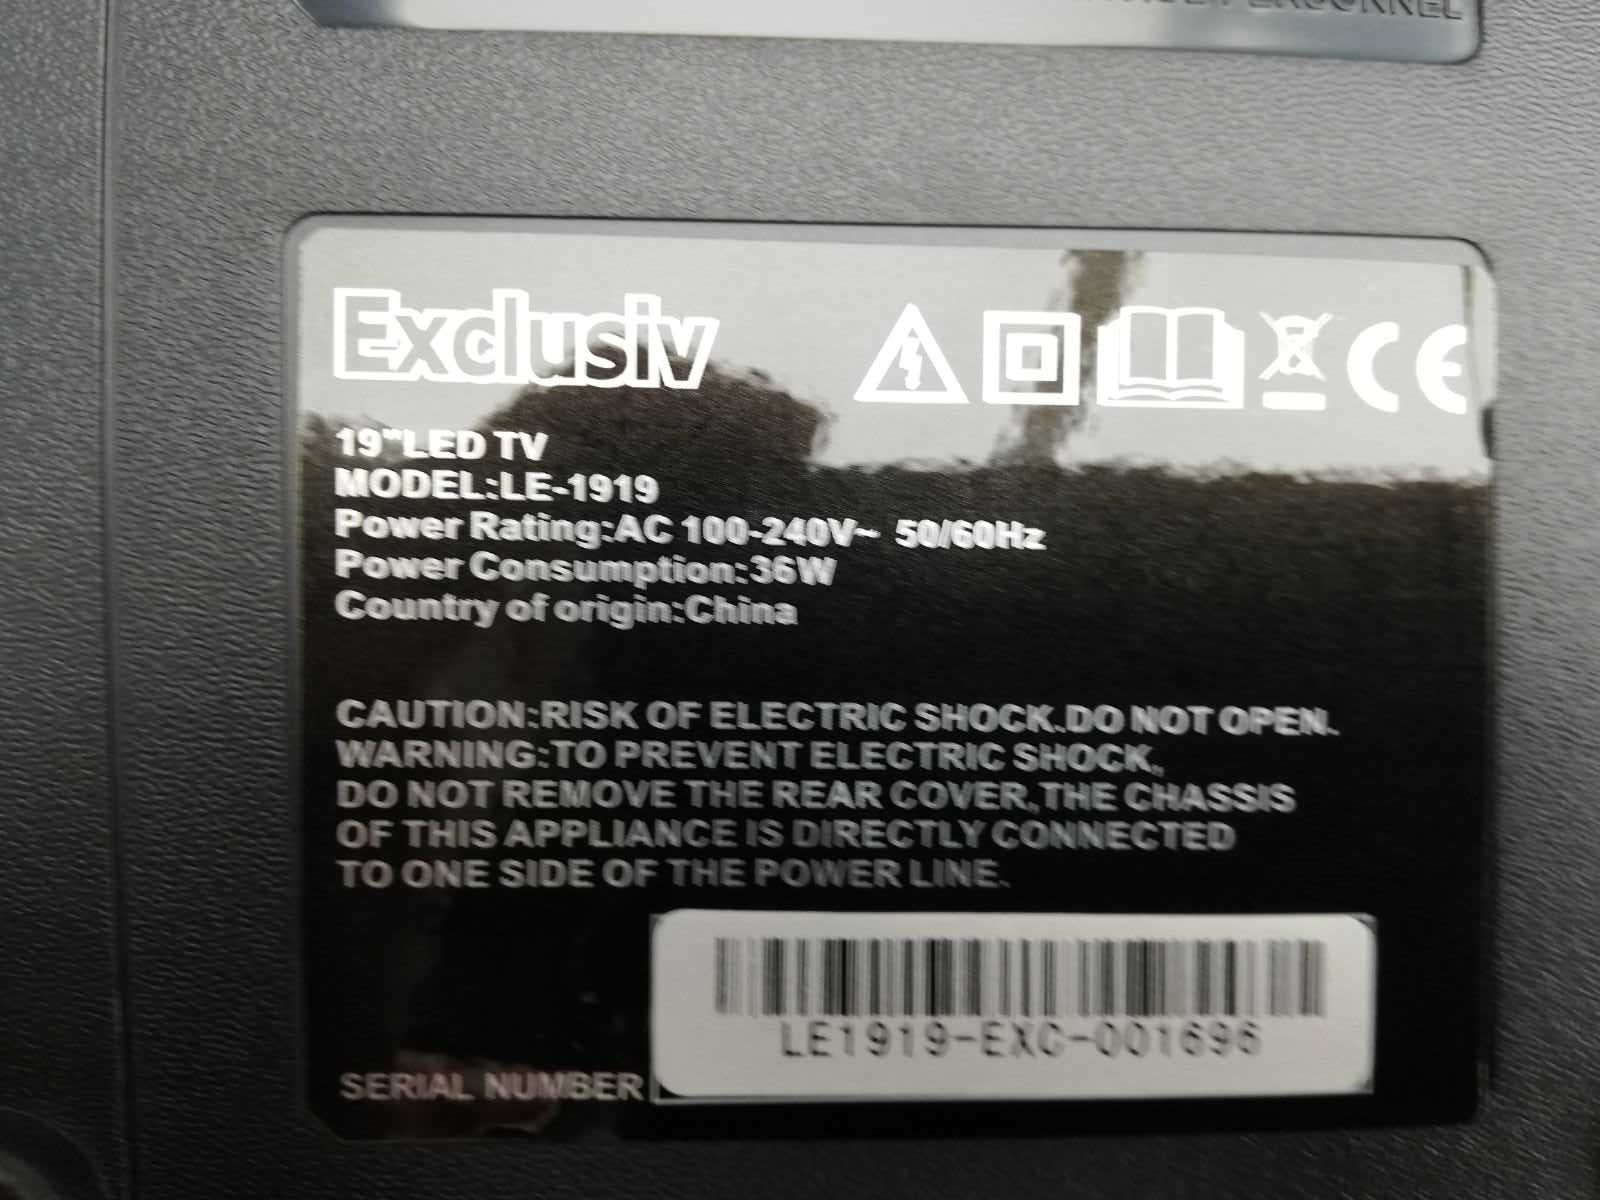 PERSONNEL
Exclusiv
19"LED TV
MODEL:LE-1919
Power Rating:AC 100-240V~ 50/60Hz
Power Consumption:36W
Country of origin:China
CAUTION:RISK OF ELECTRIC SHOCK.DO NOT OPEN.
WARNING:TO PREVENT ELECTRIC SHOCK,
DO NOT REMOVE THE REAR COVER,THE CHASSIS
OF THIS APPLIANCE IS DIRECTLY CONNECTED
TO ONE SIDE OF THE POWER LINE.
LE1919-EXC-001696
SERIAL NUMBER